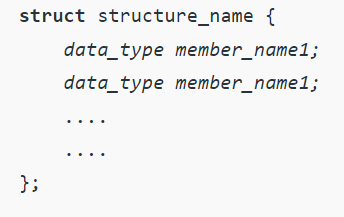 struct structure_name {
data_type member_name1;
data_type member_name1;
....
....
};